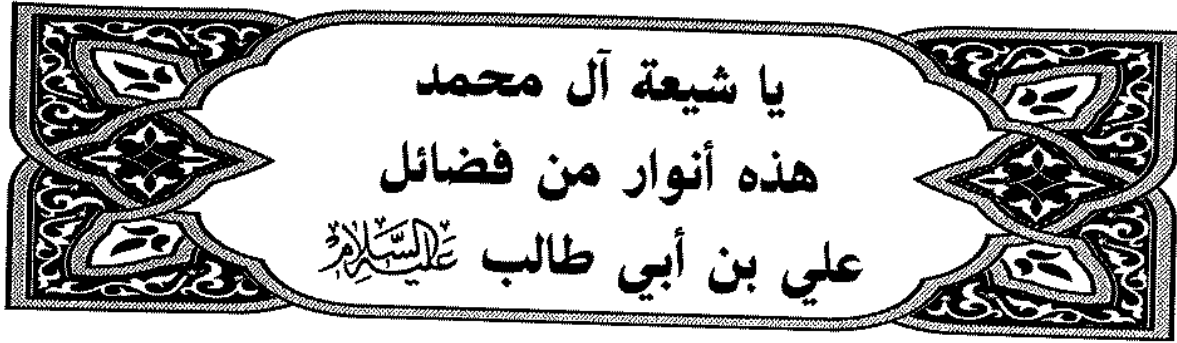 يا شيعة آل محمد
هذه أنوار من فضائل
علي بن أبي طالب عليه السلام